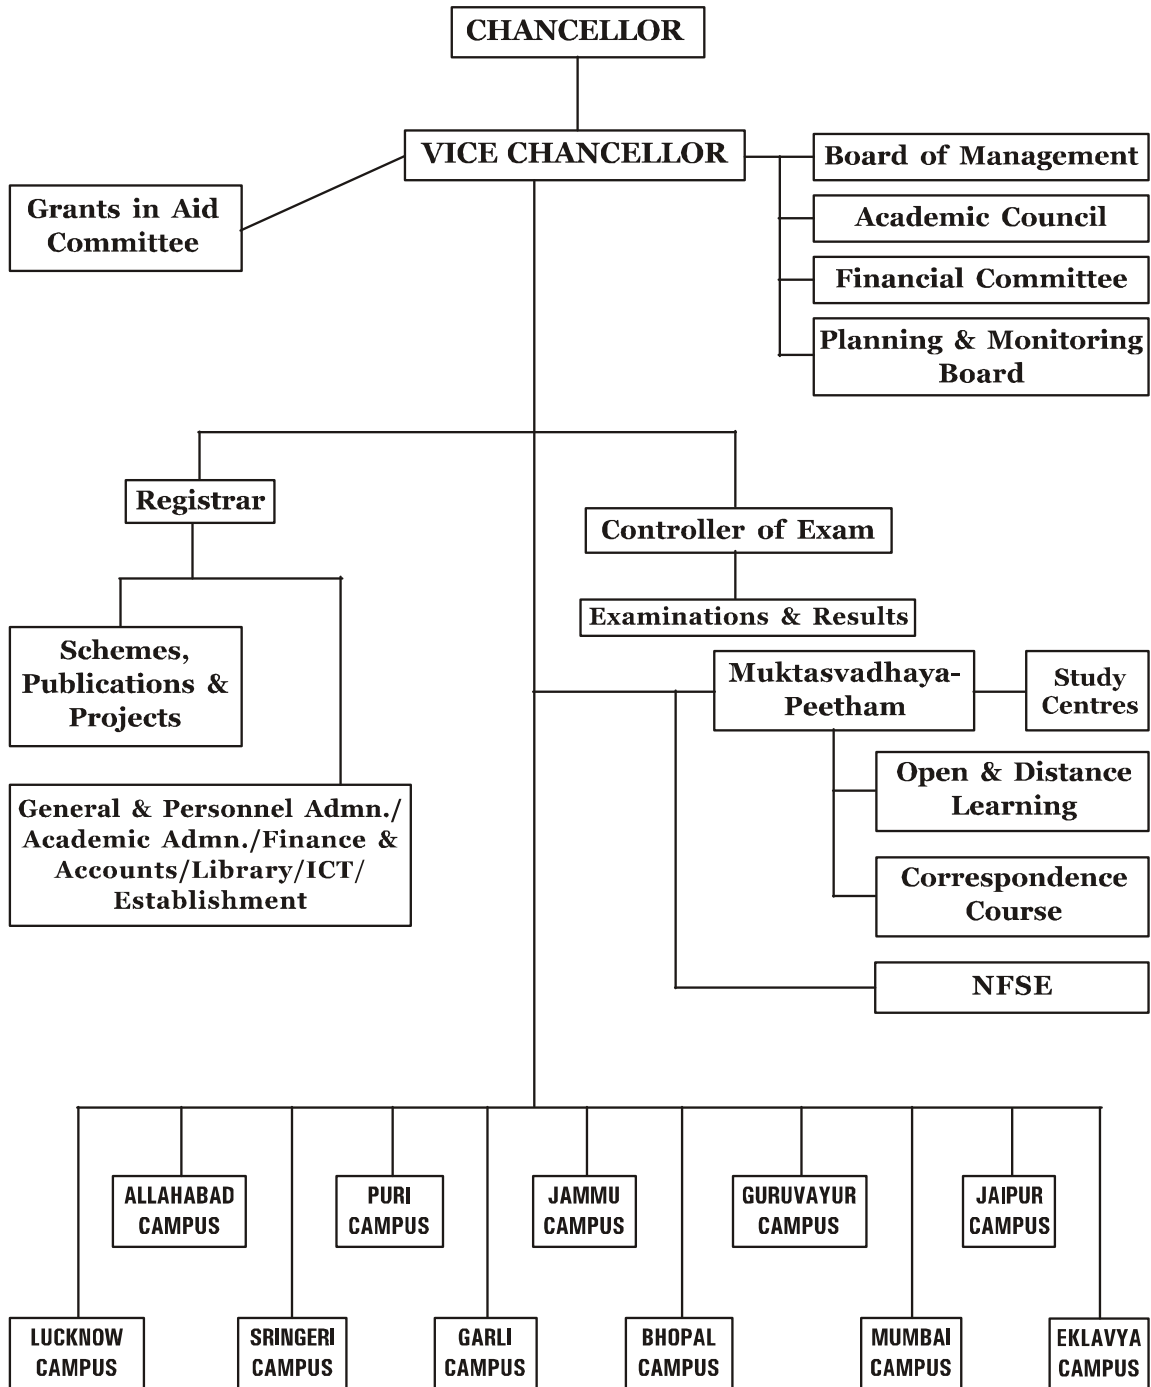 CHANCELLOR
VICE CHANCELLOR
Board of Management
Grants in Aid
Committee
Academic Council
Financial Committee
Planning & Monitoring
Board
Registrar
Controller of Exam
Examinations & Results
Schemes,
Publications &
Projects
Muktasvadhaya-
Peetham
Study
Centres
Open & Distance
Learning
General & Personnel Admn./
Academic Admn./Finance &
Accounts/Library/ICT/
Establishment
Correspondence
Course
NFSE
ALLAHABAD
CAMPUS
PURI
CAMPUS
JAMMU
CAMPUS
GURUVAYUR
CAMPUS
JAIPUR
CAMPUS
LUCKNOW
CAMPUS
SRINGERI
CAMPUS
GARLI
CAMPUS
BHOPAL
CAMPUS
MUMBAI
CAMPUS
EKLAVYA
CAMPUS